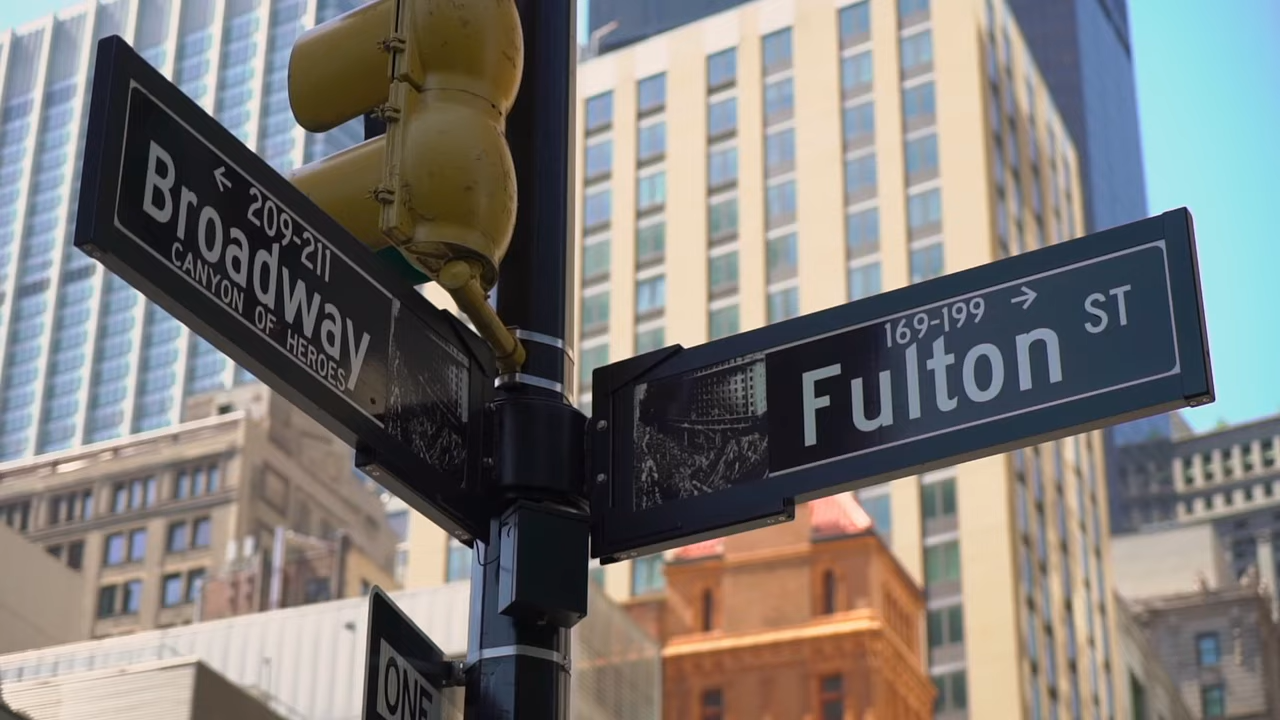 ← 209-211
Broadway
CANYON OF HEROES
169-199 →
Fulton ST
ONE